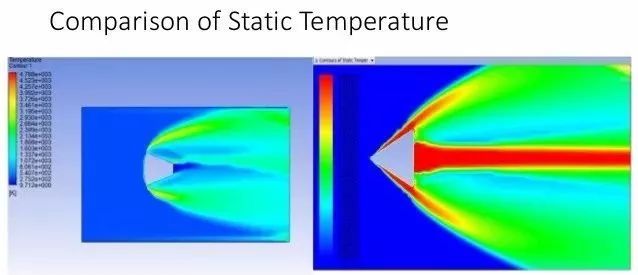 Comparison of Static Temperature
Temperature
Contour 1
4.788e+003
4.523e+003
4.257e+003
3.992e+003
3.726e+003
3.461e+003
3.195e+003
2.930e+003
2.664e+003
2.399e+003
2.134e+003
1.868e+003
1.603e+003
1.337e+003
1.072e+003
8.061e+002
5.407e+002
2.752e+002
9.712e+000
[K]
Contours of Static Temper